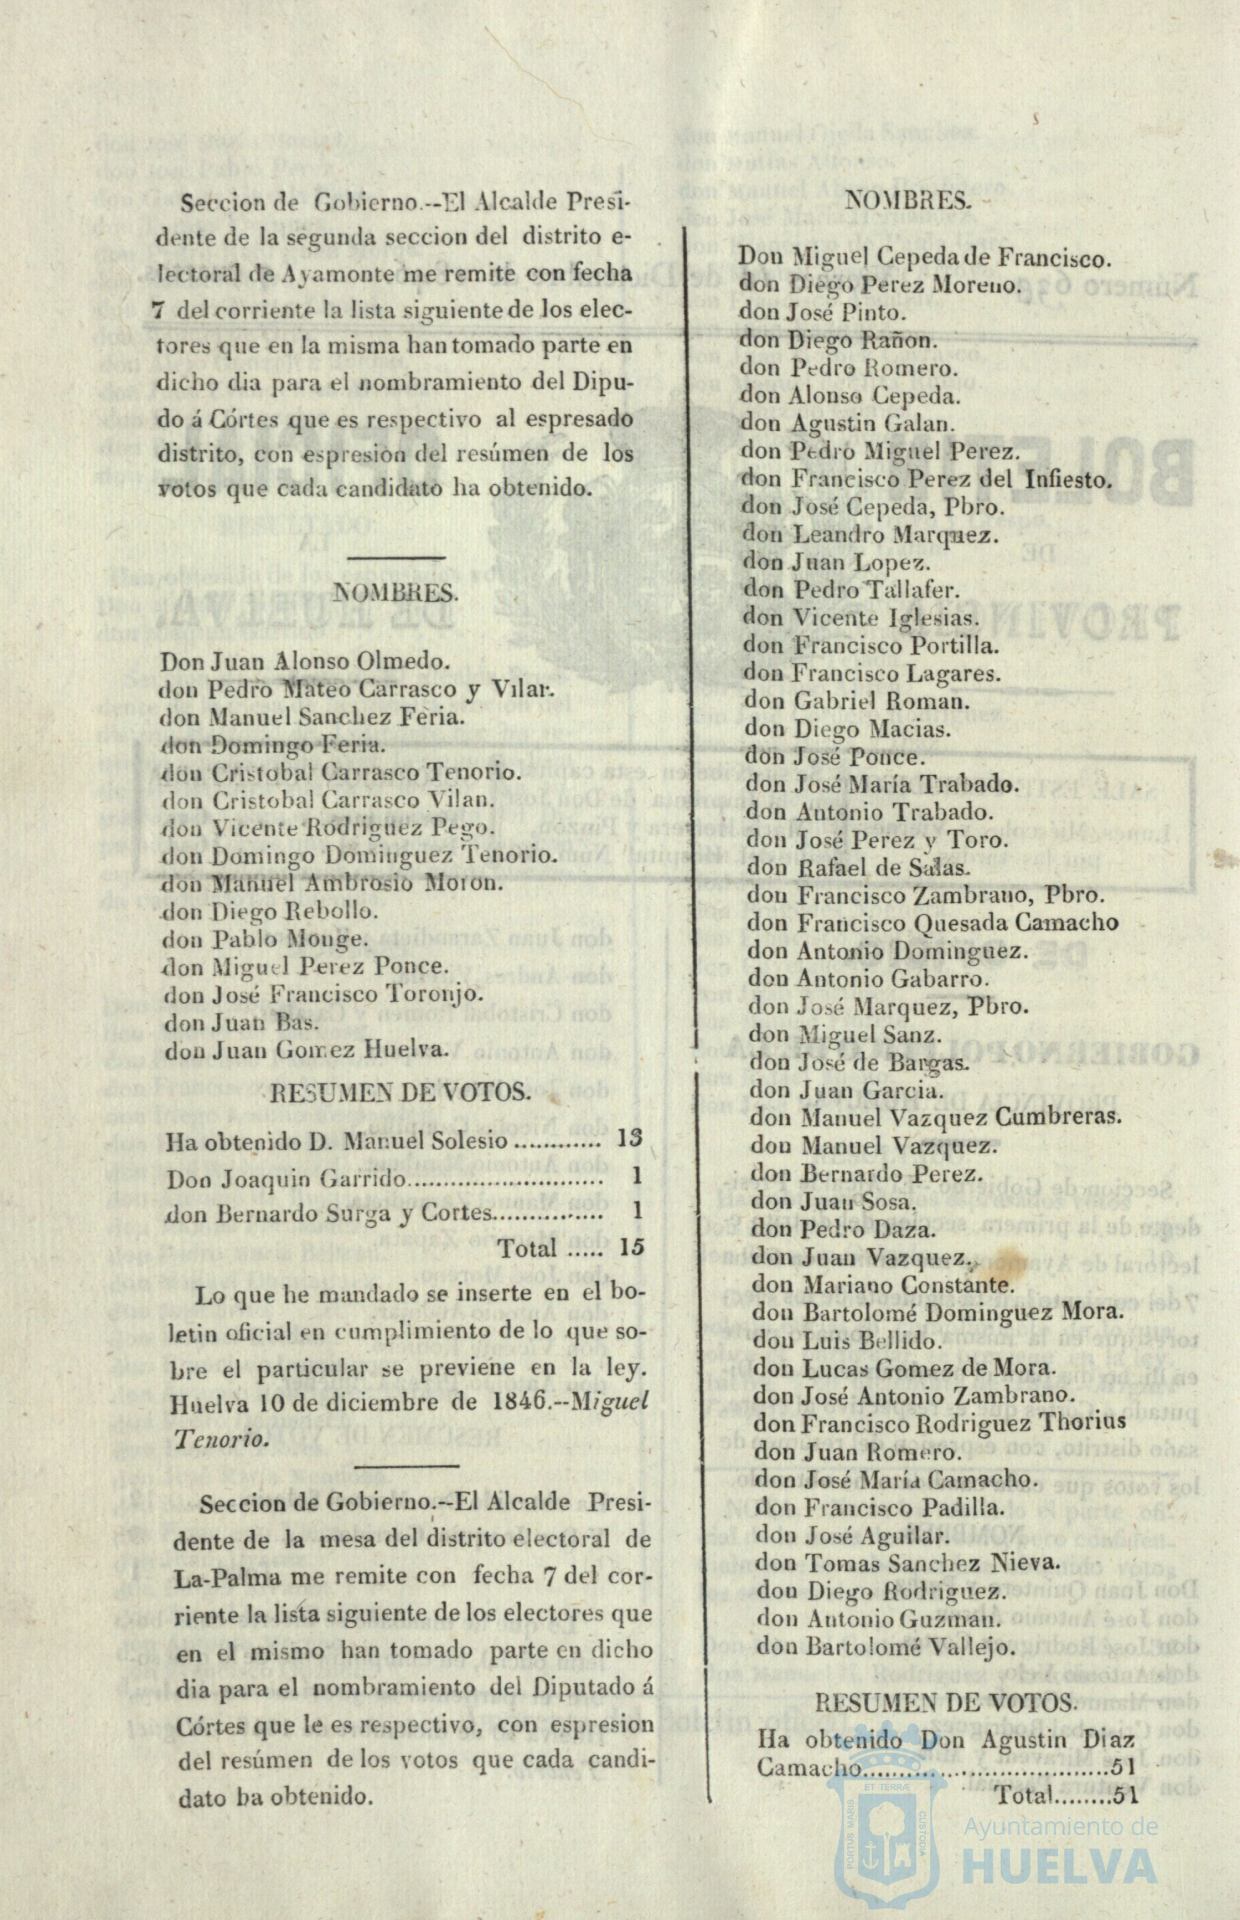 Seccion de Gobierno.--El Alcalde Presi-
dente de la segunda seccion del distrito e-
lectoral de Ayamonte me remite con fecha
7 del corriente la lista siguiente de los elec-
tores que en la misma han tomado parte en
dicho dia para el nombramiento del Dipu-
do á Córtes que es respectivo al espresado
distrito, con espresion del resúmen de los
votos que cada candidato ha obtenido.
NOMBRES.
Don Juan Alonso Olmedo.
don Pedro Mateo Carrasco y Vilar.
don Manuel Sanchez Feria.
don Domingo Feria.
don Cristobal Carrasco Tenorio.
don Cristobal Carrasco Vilan.
don Vicente Rodriguez Pego.
don Domingo Dominguez Tenorio.
don Manuel Ambrosio Moron.
don Diego Rebollo.
don Pablo Monge.
don Miguel Perez Ponce.
don José Francisco Toronjo.
don Juan Bas.
don Juan Gomez Huelva.
RESUMEN DE VOTOS.
Ha obtenido D. Manuel Solesio ............ 13
Don Joaquin Garrido.......................... 1
don Bernardo Surga y Cortes............... 1
Total ..... 15
Lo que he mandado se inserte en el bo-
letin oficial en cumplimiento de lo que so-
bre el particular se previene en la ley.
Huelva 10 de diciembre de 1846.--Miguel
Tenorio.
Seccion de Gobierno.--El Alcalde Presi-
dente de la mesa del distrito electoral de
La-Palma me remite con fecha 7 del cor-
riente la lista siguiente de los electores que
en el mismo han tomado parte en dicho
dia para el nombramiento del Diputado á
Córtes que le es respectivo, con espresion
del resúmen de los votos que cada candi-
dato ha obtenido.
NOMBRES.
Don Miguel Cepeda de Francisco.
don Diego Perez Moreno.
don José Pinto.
don Diego Rañon.
don Pedro Romero.
don Alonso Cepeda.
don Agustin Galan.
don Pedro Miguel Perez.
don Francisco Perez del Infiesto.
don José Cepeda, Pbro.
don Leandro Marquez.
don Juan Lopez.
don Pedro Tallafer.
don Vicente Iglesias.
don Francisco Portilla.
don Francisco Lagares.
don Gabriel Roman.
don Diego Macias.
don José Ponce.
don José María Trabado.
don Antonio Trabado.
don José Perez y Toro.
don Rafael de Salas.
don Francisco Zambrano, Pbro.
don Francisco Quesada Camacho
don Antonio Dominguez.
don Antonio Gabarro.
don José Marquez, Pbro.
don Miguel Sanz.
don José de Bargas.
don Juan Garcia.
don Manuel Vazquez Cumbreras.
don Manuel Vazquez.
don Bernardo Perez.
don Juan Sosa.
don Pedro Daza.
don Juan Vazquez.
don Mariano Constante.
don Bartolomé Dominguez Mora.
don Luis Bellido.
don Lucas Gomez de Mora.
don José Antonio Zambrano.
don Francisco Rodriguez Thorius
don Juan Romero.
don José María Camacho.
don Francisco Padilla.
don José Aguilar.
don Tomas Sanchez Nieva.
don Diego Rodriguez.
don Antonio Guzman.
don Bartolomé Vallejo.
RESUMEN DE VOTOS.
Ha obtenido Don Agustin Diaz
Camacho.................................51
Total........51
ET TERRÆ
PORTUS MARIS
CUSTODIA
Ayuntamiento de
HUELVA